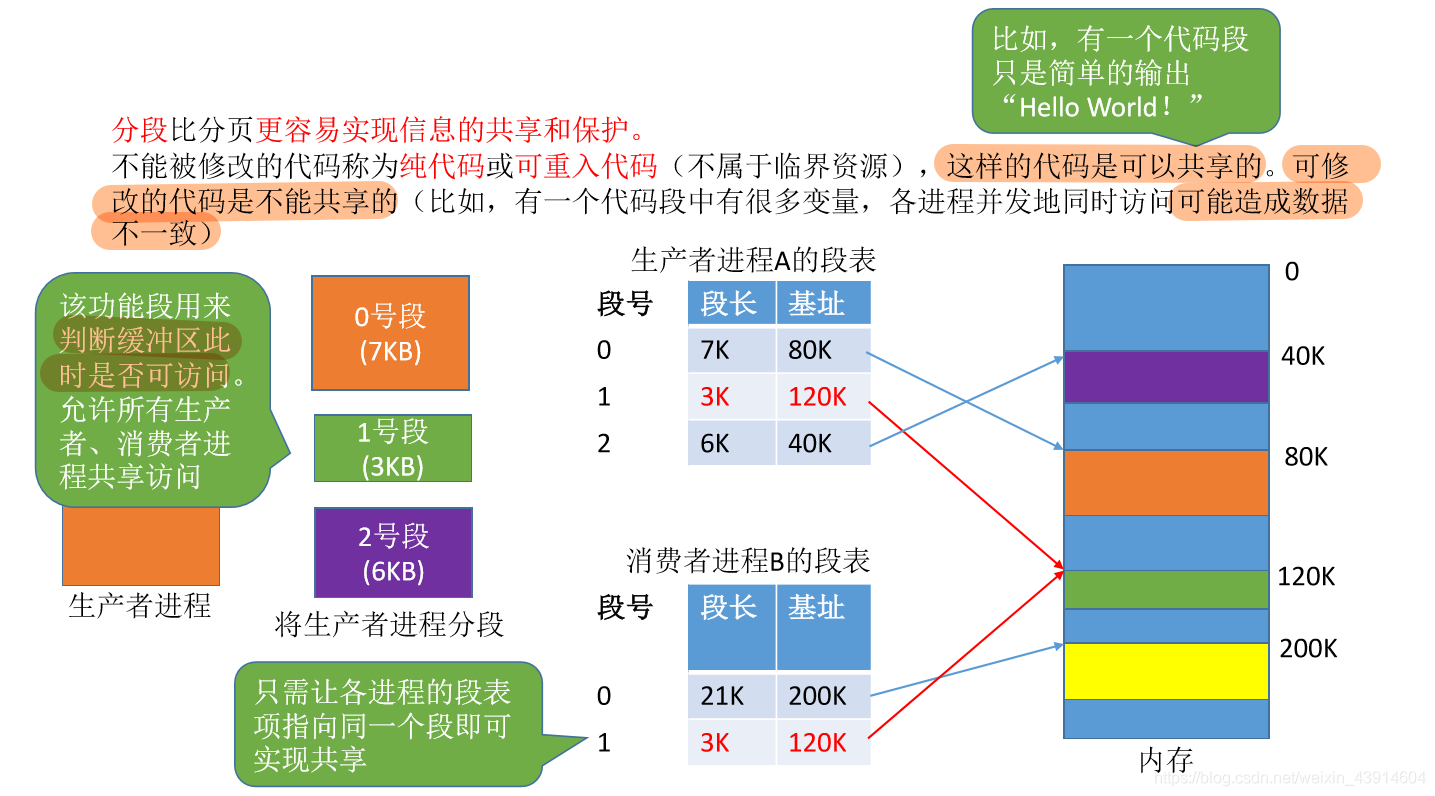 比如，有一个代码段
只是简单的输出
“Hello World！”
分段比分页更容易实现信息的共享和保护。
不能被修改的代码称为纯代码或可重入代码（不属于临界资源），这样的代码是可以共享的。可修
改的代码是不能共享的（比如，有一个代码段中有很多变量，各进程并发地同时访问可能造成数据
不一致）
该功能段用来
判断缓冲区此
时是否可访问。
允许所有生产
者、消费者进
程共享访问
生产者进程
0号段
(7KB)
1号段
(3KB)
2号段
(6KB)
将生产者进程分段
生产者进程A的段表
段号 段长 基址
0 7K 80K
1 3K 120K
2 6K 40K
消费者进程B的段表
段号 段长 基址
0 21K 200K
1 3K 120K
只需让各进程的段表
项指向同一个段即可
实现共享
0
40K
80K
120K
200K
内存
https://blog.csdn.net/weixin_43914604